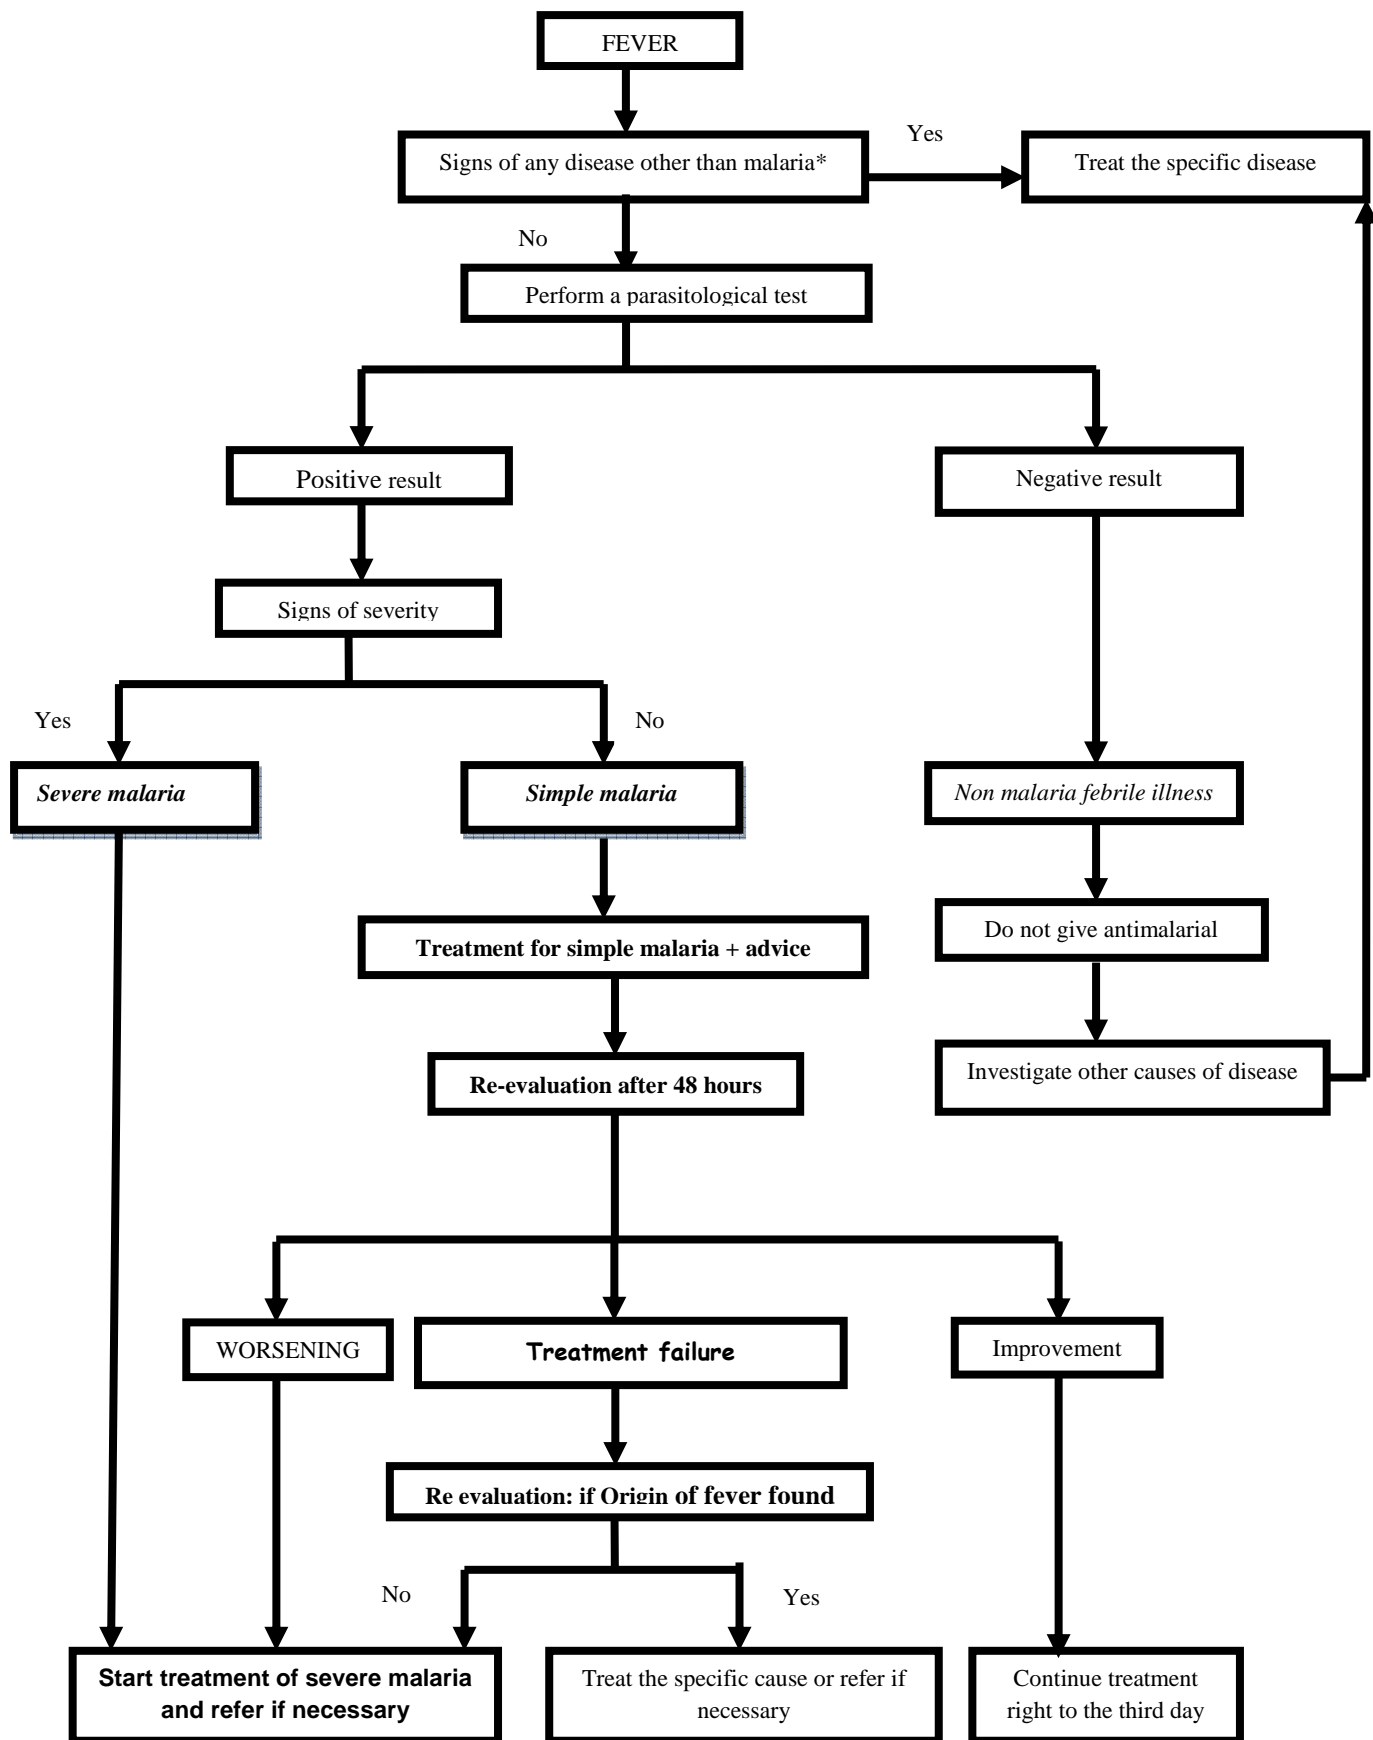 FEVER
Yes
Signs of any disease other than malaria*
Treat the specific disease
No
Perform a parasitological test
Positive result
Negative result
Signs of severity
Yes
No
Severe malaria
Simple malaria
Non malaria febrile illness
Do not give antimalarial
Treatment for simple malaria + advice
Investigate other causes of disease
Re-evaluation after 48 hours
WORSENING
Treatment failure
Improvement
Re evaluation: if Origin of fever found
No
Yes
Start treatment of severe malaria
and refer if necessary
Treat the specific cause or refer if
necessary
Continue treatment
right to the third day